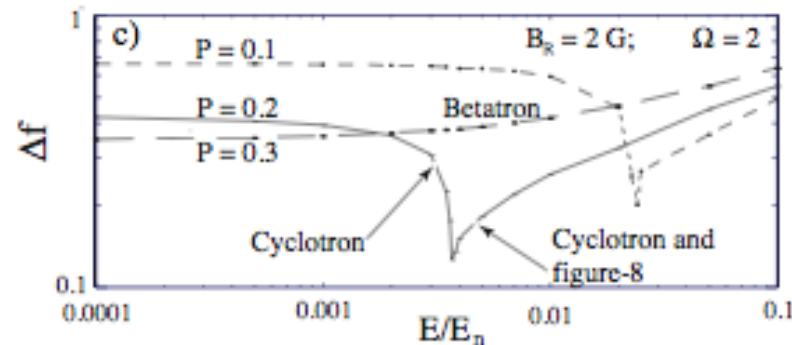 1
c)
P = 0.1
B_R = 2 G; Ω = 2
P = 0.2
Betatron
Δf
P = 0.3
Cyclotron
Cyclotron and
figure-8
0.1
0.0001
0.001
0.01
0.1
E/E_n